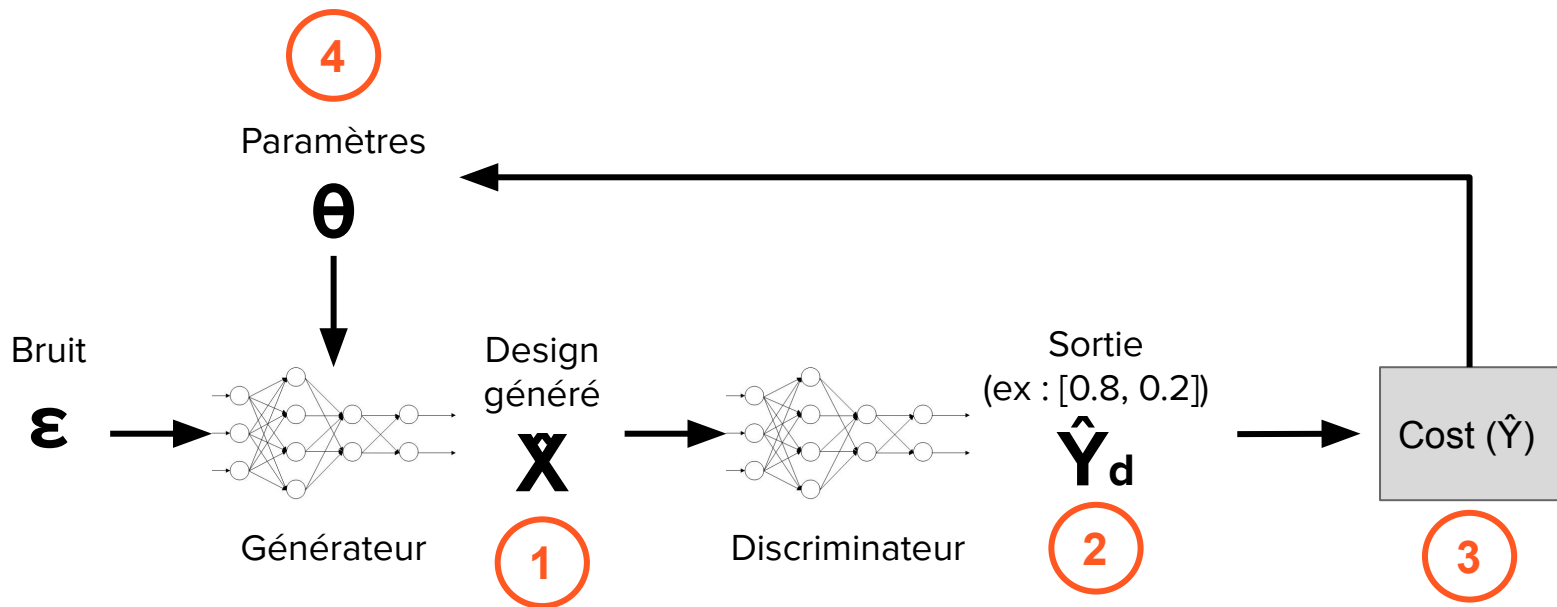 4
Paramètres
θ
Bruit
ε
Générateur
Design
généré
X̂
1
Discriminateur
Sortie
(ex : [0.8, 0.2])
Ŷd
2
Cost (Ŷ)
3